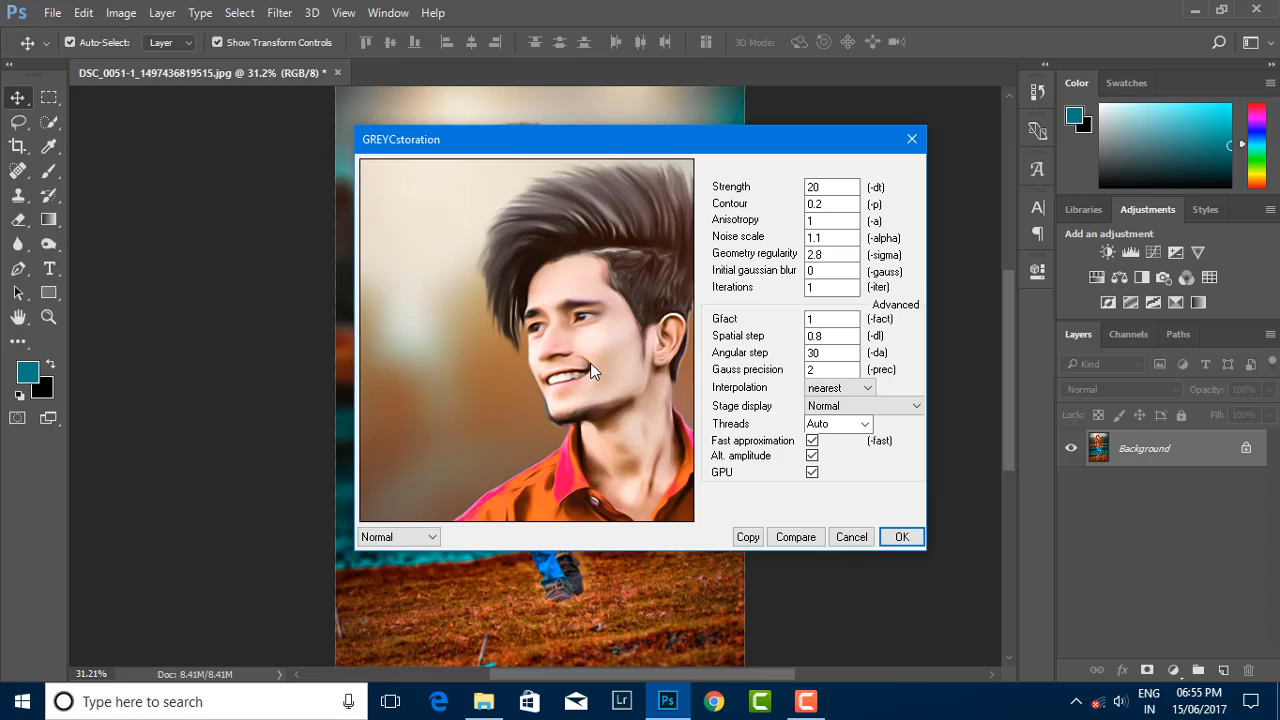 Ps File Edit Image Layer Type Select Filter 3D View Window Help
Auto-Select: Layer Show Transform Controls 3D Mode:
DSC_0051-1_1497436819515.jpg @ 31.2% (RGB/8) *
GREYCstoration
Strength 20 (-dt)
Contour 0.2 (-p)
Anisotropy 1 (-a)
Noise scale 1.1 (-alpha)
Geometry regularity 2.8 (-sigma)
Initial gaussian blur 0 (-gauss)
Iterations 1 (-iter)
Advanced
Gfact 1 (-fact)
Spatial step 0.8 (-dl)
Angular step 30 (-da)
Gauss precision 2 (-prec)
Interpolation nearest
Stage display Normal
Threads Auto
Fast approximation (-fast)
Alt. amplitude
GPU
Normal Copy Compare Cancel OK
Color Swatches
Libraries Adjustments Styles
Add an adjustment
Layers Channels Paths
Kind
Normal Opacity: 100%
Lock: Fill: 100%
Background
31.21% Doc: 8.41M/8.41M
Type here to search
Lr Ps
ENG
IN
06:55 PM
15/06/2017